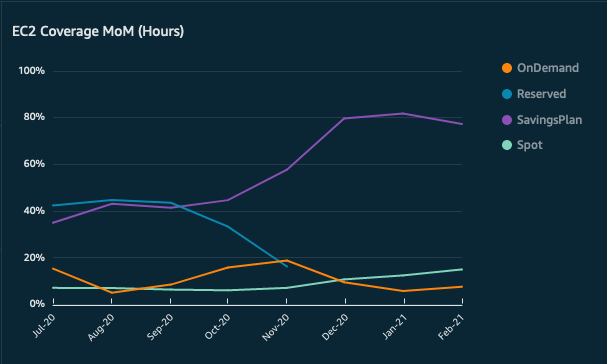 EC2 Coverage MoM (Hours)
100%
80%
60%
40%
20%
0%
Jul-20
Aug-20
Sep-20
Oct-20
Nov-20
Dec-20
Jan-21
Feb-21
OnDemand
Reserved
SavingsPlan
Spot